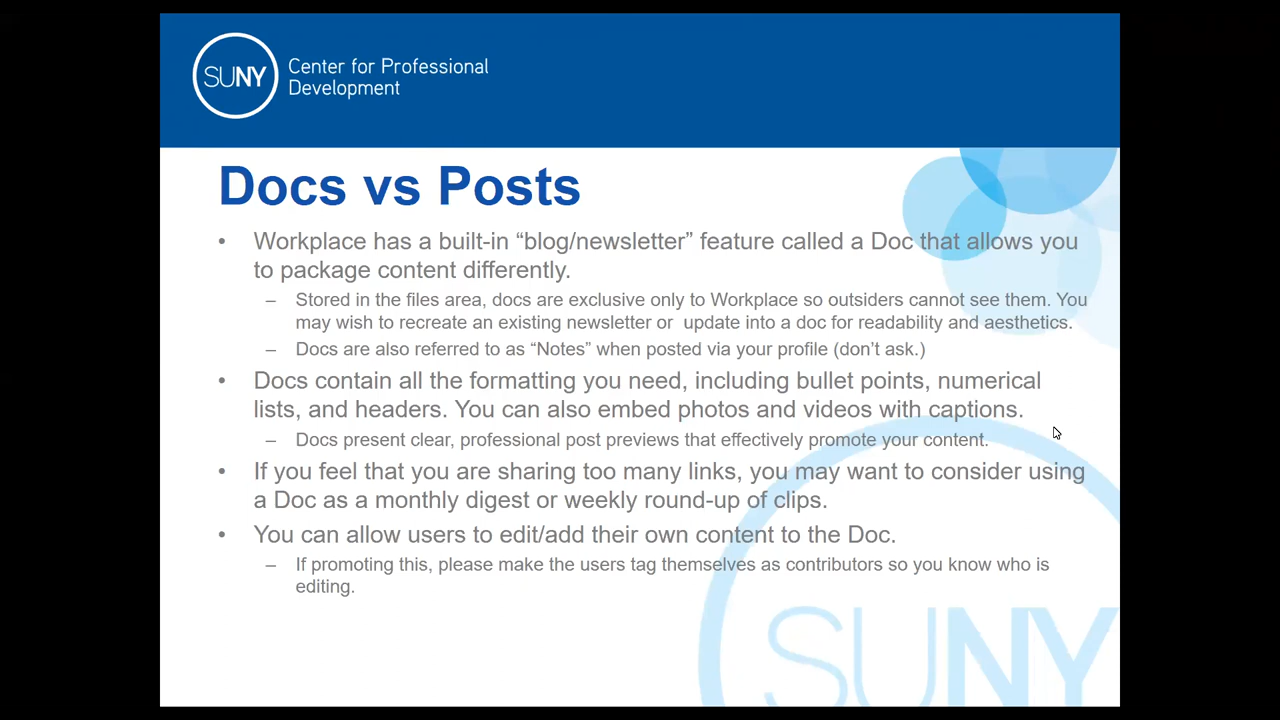 SUNY
Center for Professional
Development
Docs vs Posts
• Workplace has a built-in “blog/newsletter” feature called a Doc that allows you
to package content differently.
– Stored in the files area, docs are exclusive only to Workplace so outsiders cannot see them. You
may wish to recreate an existing newsletter or  update into a doc for readability and aesthetics.
– Docs are also referred to as “Notes” when posted via your profile (don’t ask.)
• Docs contain all the formatting you need, including bullet points, numerical
lists, and headers. You can also embed photos and videos with captions.
– Docs present clear, professional post previews that effectively promote your content.
• If you feel that you are sharing too many links, you may want to consider using
a Doc as a monthly digest or weekly round-up of clips.
• You can allow users to edit/add their own content to the Doc.
– If promoting this, please make the users tag themselves as contributors so you know who is
editing.
SUNY